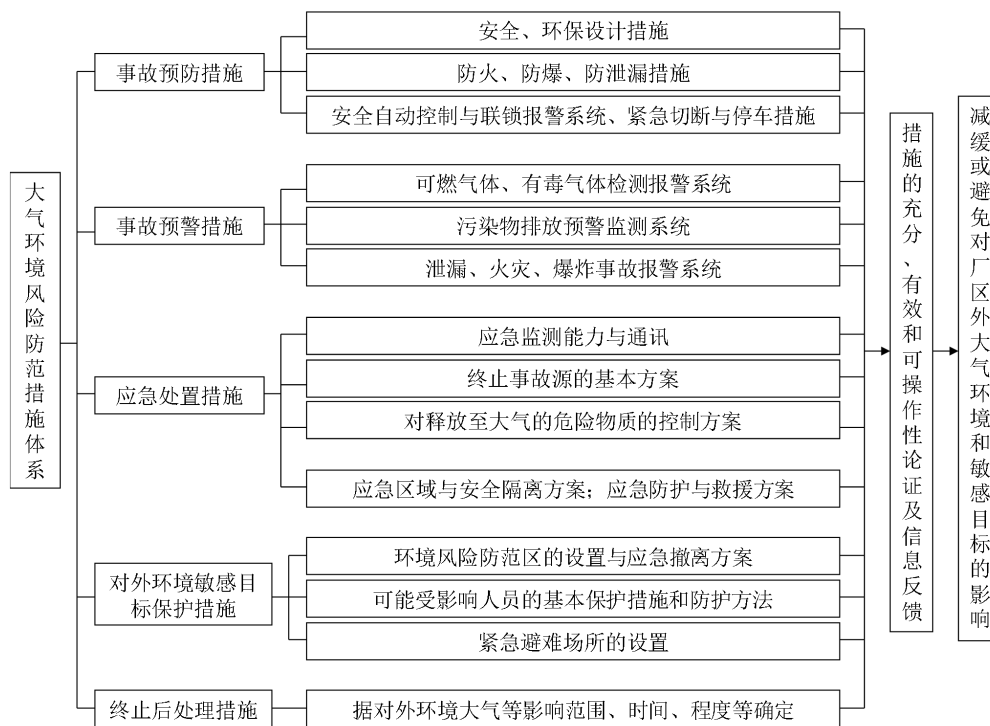 大气环境风险防范措施体系
事故预防措施
安全、环保设计措施
防火、防爆、防泄漏措施
安全自动控制与联锁报警系统、紧急切断与停车措施
事故预警措施
可燃气体、有毒气体检测报警系统
污染物排放预警监测系统
泄漏、火灾、爆炸事故报警系统
应急处置措施
应急监测能力与通讯
终止事故源的基本方案
对释放至大气的危险物质的控制方案
应急区域与安全隔离方案；应急防护与救援方案
对外环境敏感目
标保护措施
环境风险防范区的设置与应急撤离方案
可能受影响人员的基本保护措施和防护方法
紧急避难场所的设置
终止后处理措施
据对外环境大气等影响范围、时间、程度等确定
措施的充分、有效和可操作性论证及信息反馈
减缓或避免对厂区外大气环境和敏感目标的影响